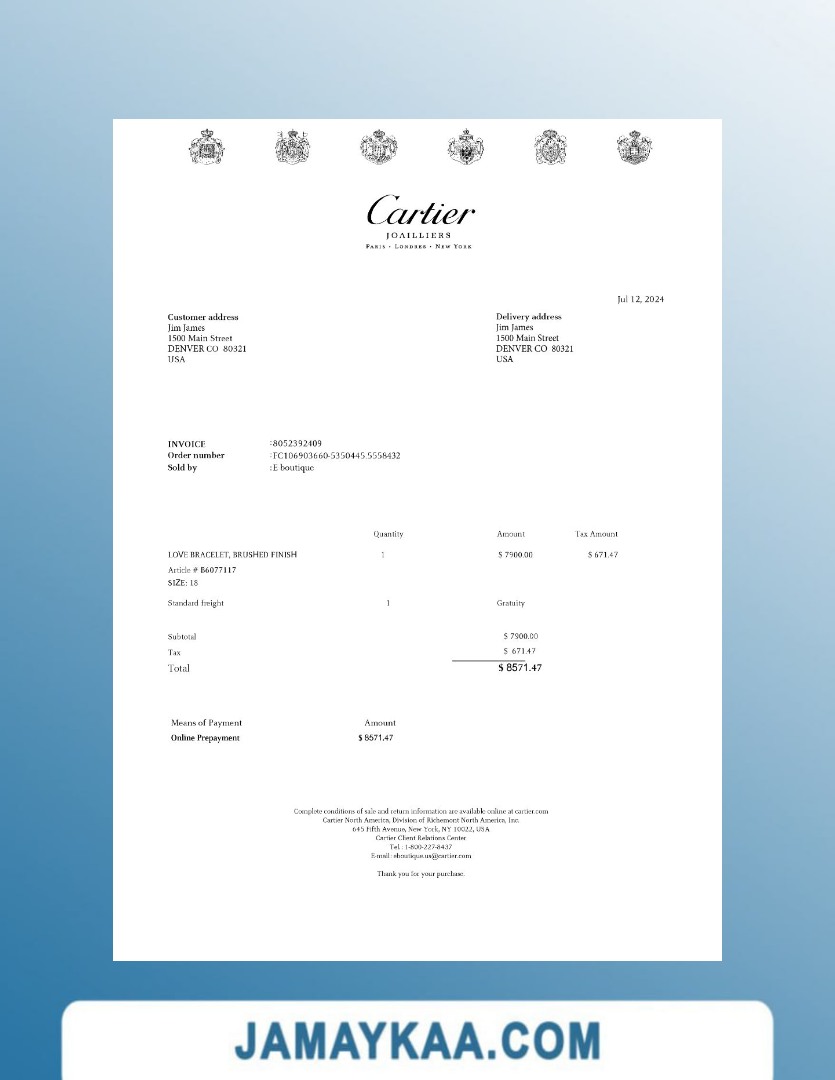 Cartier
JOAILLIERS
PARIS • LONDRES • NEW YORK
Jul 12, 2024
Customer address
Jim James
1500 Main Street
DENVER CO 80321
USA
Delivery address
Jim James
1500 Main Street
DENVER CO 80321
USA
INVOICE :8052392409
Order number :FC106903660-5350445.5558432
Sold by :E boutique
Quantity Amount Tax Amount
LOVE BRACELET, BRUSHED FINISH 1 $ 7900.00 $ 671.47
Article # B6077117
SIZE: 18
Standard freight 1 Gratuity
Subtotal $ 7900.00
Tax $ 671.47
Total $ 8571.47
Means of Payment Amount
Online Prepayment $ 8571.47
Complete conditions of sale and return information are available online at cartier.com
Cartier North America, Division of Richemont North America, Inc.
645 Fifth Avenue, New York, NY 10022, USA
Cartier Client Relations Center
Tel.: 1-800-227-8437
E-mail: eboutique.us@cartier.com
Thank you for your purchase.
JAMAYKAA.COM